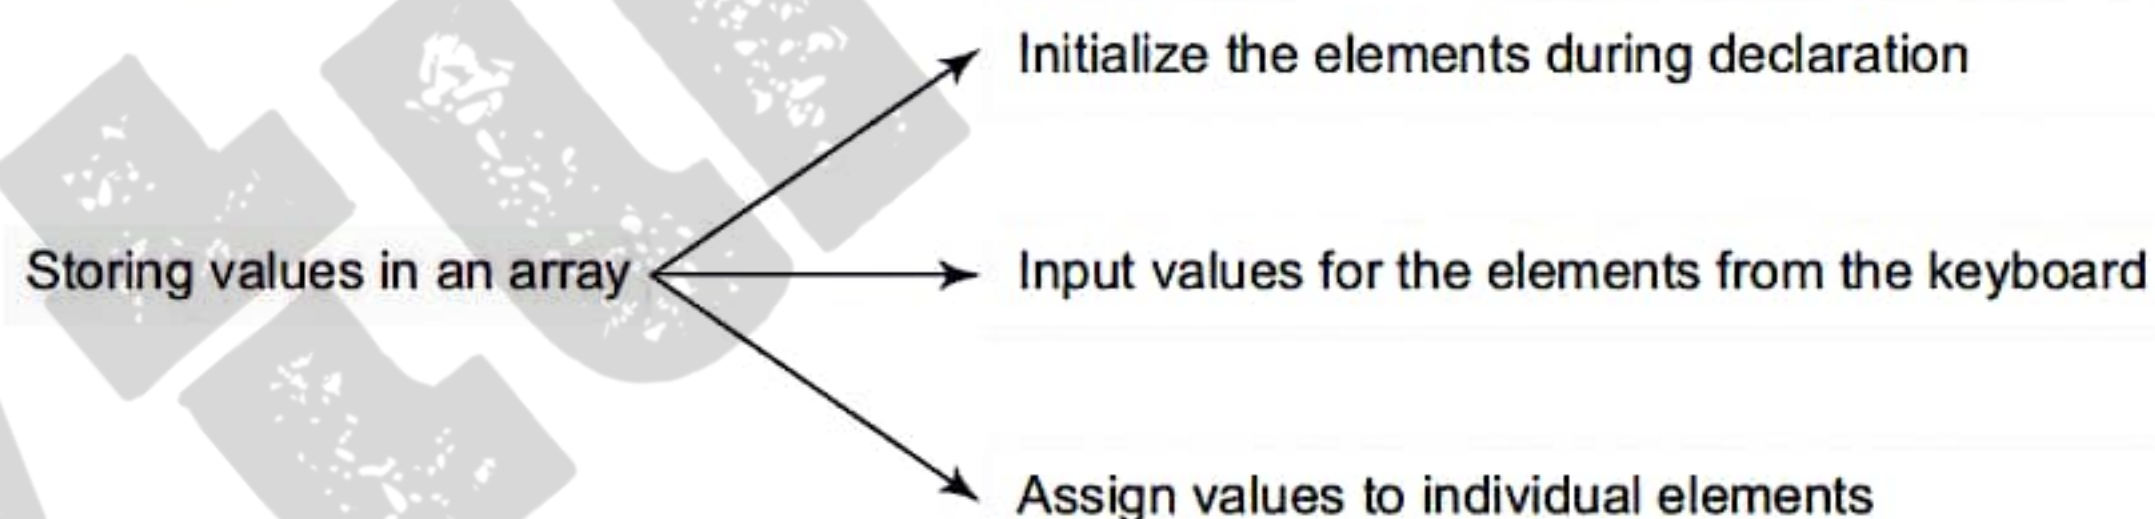 Initialize the elements during declaration
Storing values in an array
Input values for the elements from the keyboard
Assign values to individual elements